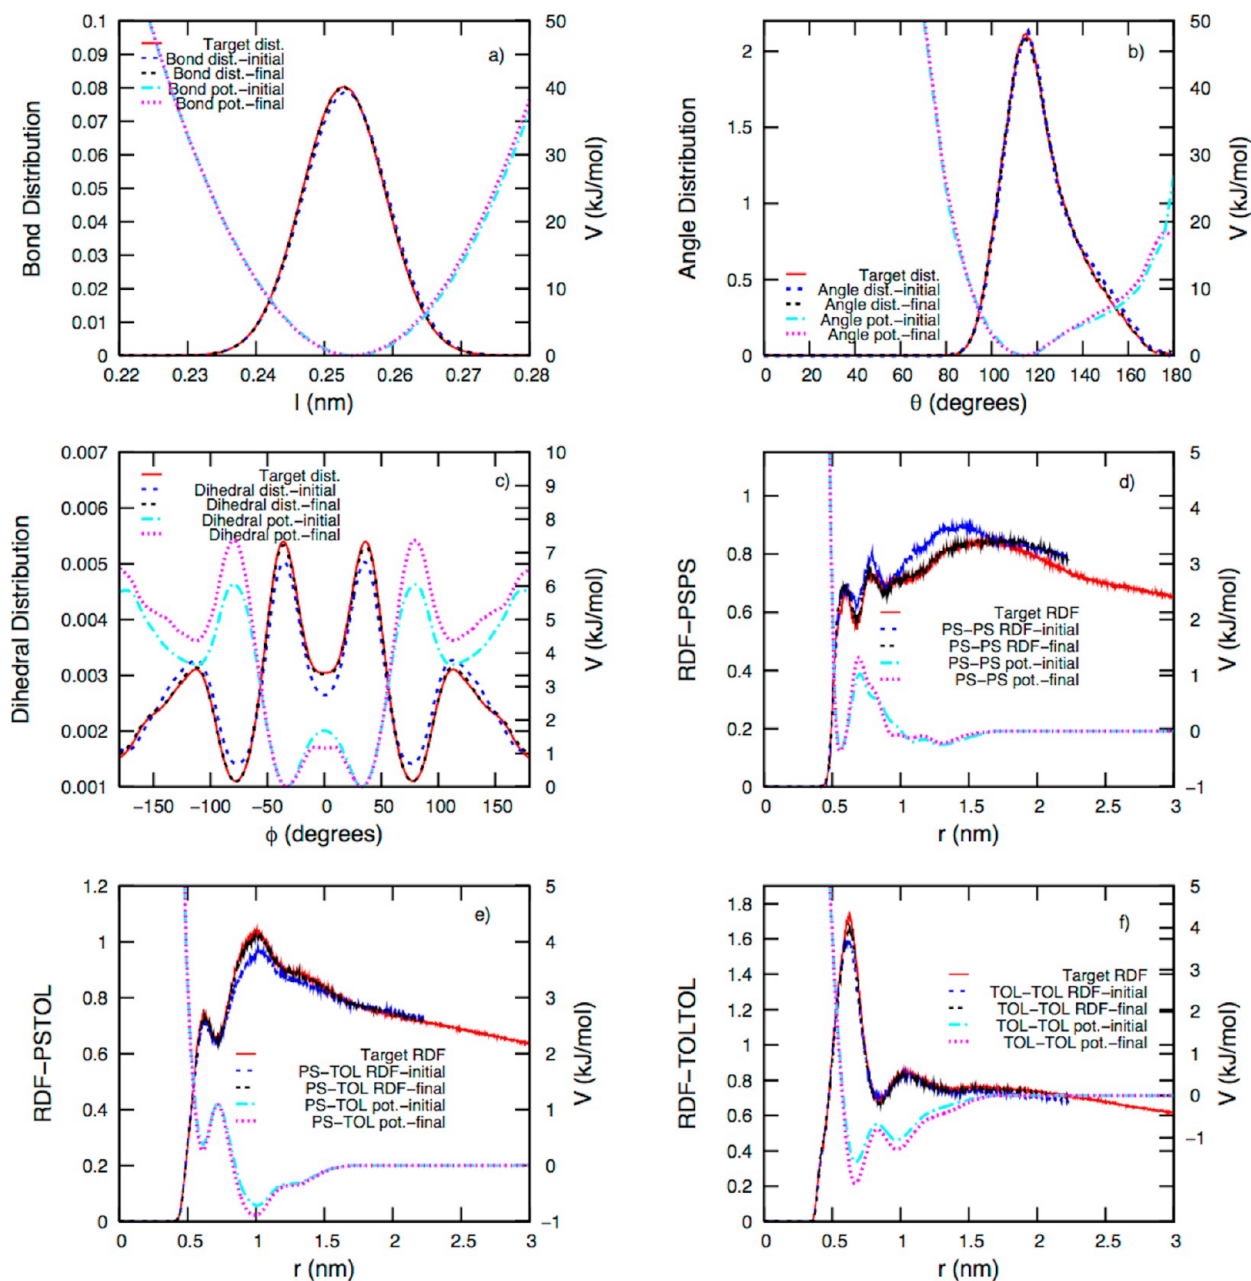 a)
Target dist.
Bond dist.-initial
Bond dist.-final
Bond pot.-initial
Bond pot.-final
0.1
0.09
0.08
0.07
0.06
0.05
0.04
0.03
0.02
0.01
0
Bond Distribution
50
40
30
20
10
0
V (kJ/mol)
0.22 0.23 0.24 0.25 0.26 0.27 0.28
l (nm)
b)
Target dist.
Angle dist.-initial
Angle dist.-final
Angle pot.-initial
Angle pot.-final
2
1.5
1
0.5
0
Angle Distribution
50
40
30
20
10
0
V (kJ/mol)
0 20 40 60 80 100 120 140 160 180
θ (degrees)
c)
Target dist.
Dihedral dist.-initial
Dihedral dist.-final
Dihedral pot.-initial
Dihedral pot.-final
0.007
0.006
0.005
0.004
0.003
0.002
0.001
Dihedral Distribution
10
9
8
7
6
5
4
3
2
1
0
V (kJ/mol)
−150 −100 −50 0 50 100 150
ϕ (degrees)
d)
Target RDF
PS−PS RDF−initial
PS−PS RDF−final
PS−PS pot.−initial
PS−PS pot.−final
1
0.8
0.6
0.4
0.2
0
RDF−PSPS
5
4
3
2
1
0
−1
V (kJ/mol)
0 0.5 1 1.5 2 2.5 3
r (nm)
e)
Target RDF
PS−TOL RDF−initial
PS−TOL RDF−final
PS−TOL pot.−initial
PS−TOL pot.−final
1.2
1
0.8
0.6
0.4
0.2
0
RDF−PSTOL
5
4
3
2
1
0
−1
V (kJ/mol)
0 0.5 1 1.5 2 2.5 3
r (nm)
f)
Target RDF
TOL−TOL RDF−initial
TOL−TOL RDF−final
TOL−TOL pot.−initial
TOL−TOL pot.−final
1.8
1.6
1.4
1.2
1
0.8
0.6
0.4
0.2
0
RDF−TOLTOL
5
4
3
2
1
0
−1
V (kJ/mol)
0 0.5 1 1.5 2 2.5 3
r (nm)